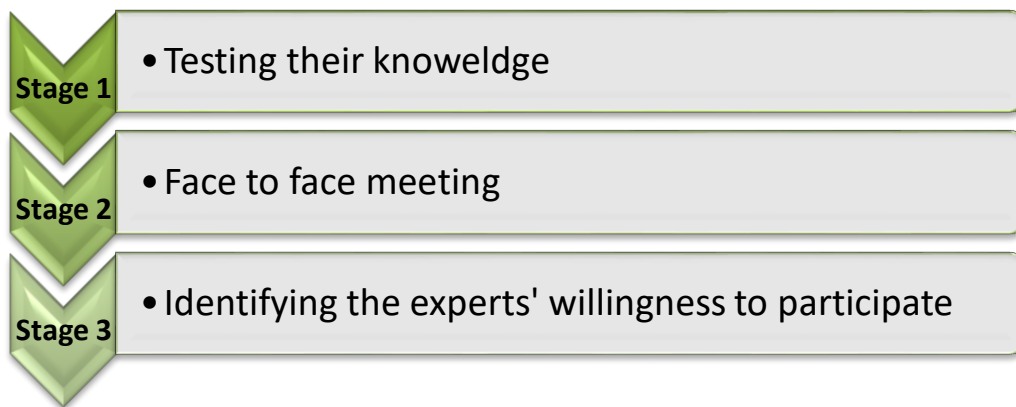 Stage 1
• Testing their knoweldge
Stage 2
• Face to face meeting
Stage 3
• Identifying the experts' willingness to participate